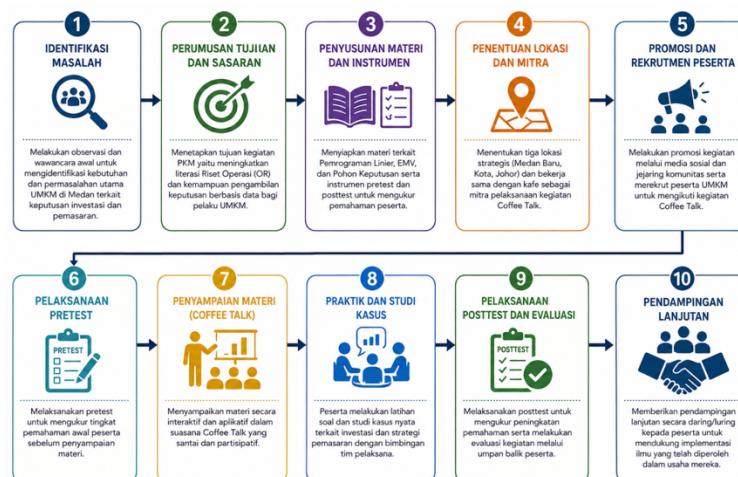 1
IDENTIFIKASI
MASALAH
Melakukan observasi dan
wawancara awal untuk
mengidentifikasi kebutuhan
dan permasalahan utama
UMKM di Medan terkait
keputusan investasi dan
pemasaran.
2
PERUMUSAN TUJIIAN
DAN SASARAN
Menetapkan tujuan kegiatan
PKM yaitu meningkatkan
literasi Riset Operasi (OR)
dan kemampuan pengambilan
keputusan berbasis data bagi
pelaku UMKM.
3
PENYUSUNAN MATERI
DAN INSTRUMEN
Menyiapkan materi terkait
Pemrograman Linier, EMV,
dan Pohon Keputusan serta
instrumen pretest dan
posttest untuk mengukur
pemahaman peserta.
4
PENENTUAN LOKASI
DAN MITRA
Menentukan tiga lokasi
strategis (Medan Baru,
Kota, Johor) dan bekerja
sama dengan kafe sebagai
mitra pelaksanaan kegiatan
Coffee Talk.
5
PROMOSI DAN
REKRUTMEN PESERTA
Melakukan promosi kegiatan
melalui media sosial dan
jejaring komunitas serta
merekrut peserta UMKM
untuk mengikuti kegiatan
Coffee Talk.
6
PELAKSANAAN
PRETEST
PRETEST
Melaksanakan pretest
untuk mengukur tingkat
pemahaman awal peserta
sebelum penyampaian
materi.
7
PENYAMPAIAN MATERI
(COFFEE TALK)
Menyampaikan materi secara
interaktif dan aplikatif dalam
suasana Coffee Talk yang
santai dan partisipatif.
8
PRAKTIK DAN STUDI
KASUS
Peserta melakukan latihan
soal dan studi kasus nyata
terkait investasi dan strategi
pemasaran dengan bimbingan
tim pelaksana.
9
PELAKSANAAN
POSTTEST DAN EVALUASI
POSTTEST
Melaksanakan posttest untuk
mengukur peningkatan
pemahaman serta melakukan
evaluasi kegiatan melalui
umpan balik peserta.
10
PENDAMPINGAN
LANJUTAN
Memberikan pendampingan
lanjutan secara daring/luring
kepada peserta untuk
mendukung implementasi
ilmu yang telah diperoleh
dalam usaha mereka.